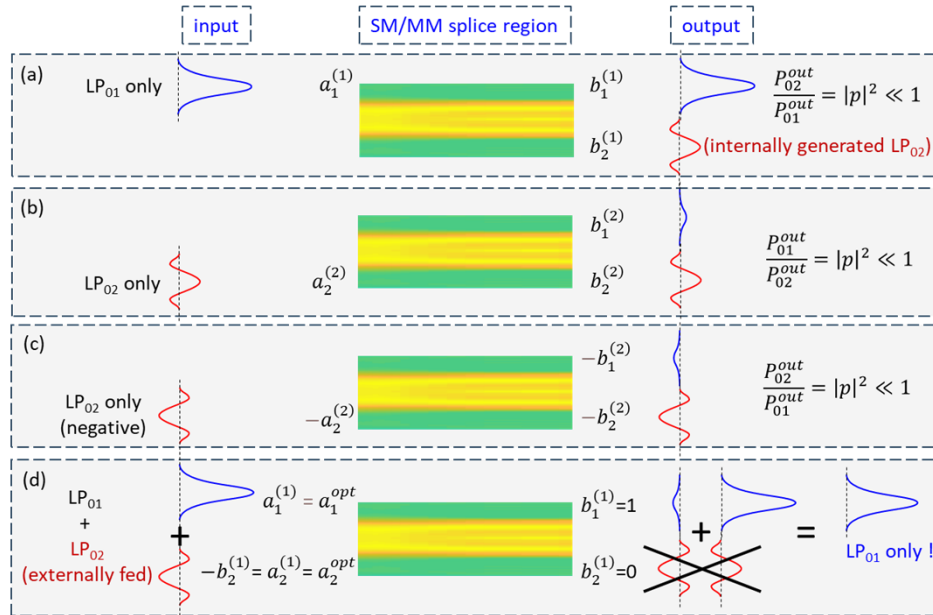 input SM/MM splice region output
(a)
LP₀₁ only
a₁⁽¹⁾
b₁⁽¹⁾
b₂⁽¹⁾
P₀₂ᵒᵘᵗ / P₀₁ᵒᵘᵗ = |p|² ≪ 1
(internally generated LP₀₂)
(b)
LP₀₂ only
a₂⁽²⁾
b₁⁽²⁾
b₂⁽²⁾
P₀₁ᵒᵘᵗ / P₀₂ᵒᵘᵗ = |p|² ≪ 1
(c)
LP₀₂ only
(negative)
−a₂⁽²⁾
−b₁⁽²⁾
−b₂⁽²⁾
P₀₂ᵒᵘᵗ / P₀₁ᵒᵘᵗ = |p|² ≪ 1
(d)
LP₀₁
+
LP₀₂
(externally fed)
+
a₁⁽¹⁾ = a₁ᵒᵖᵗ
−b₂⁽¹⁾ = a₂⁽¹⁾ = a₂ᵒᵖᵗ
b₁⁽¹⁾=1
b₂⁽¹⁾=0
+ =
LP₀₁ only !